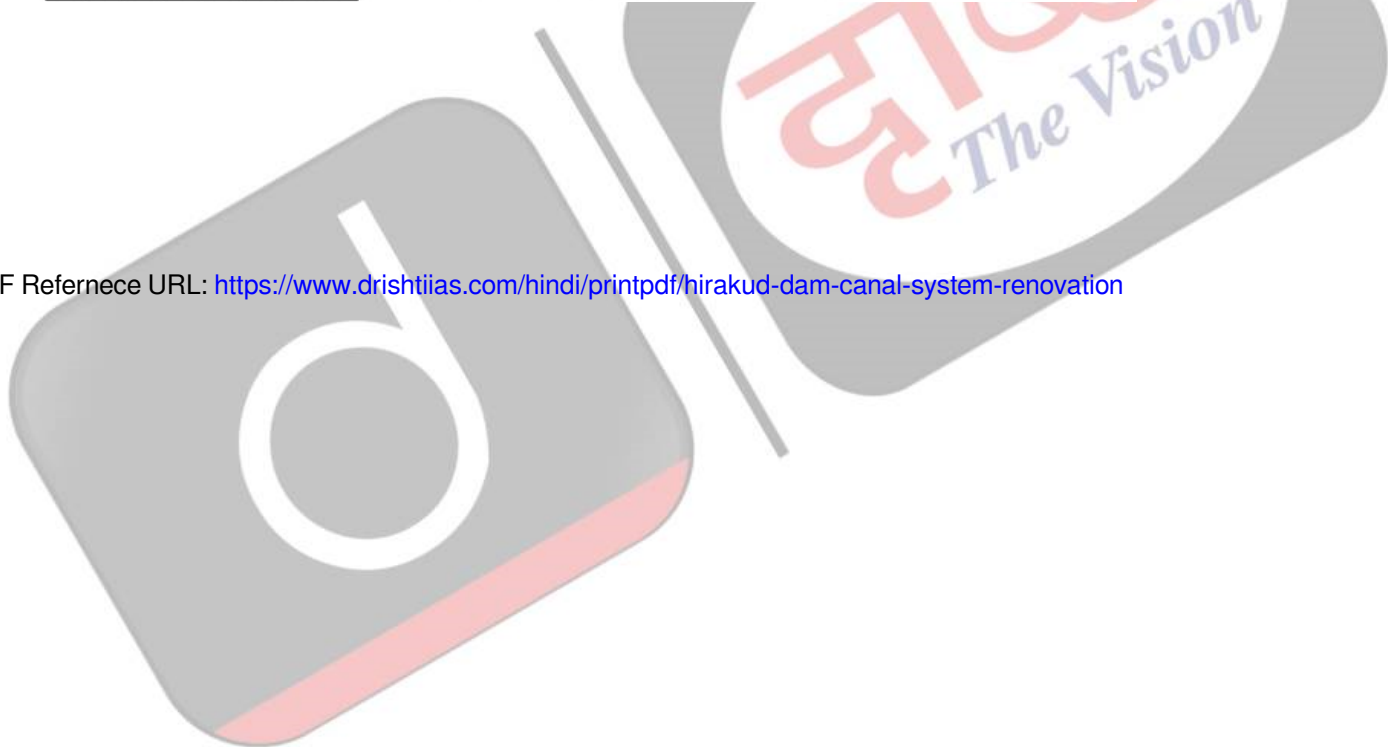 The Vision
F Refernece URL: https://www.drishtiias.com/hindi/printpdf/hirakud-dam-canal-system-renovation
d